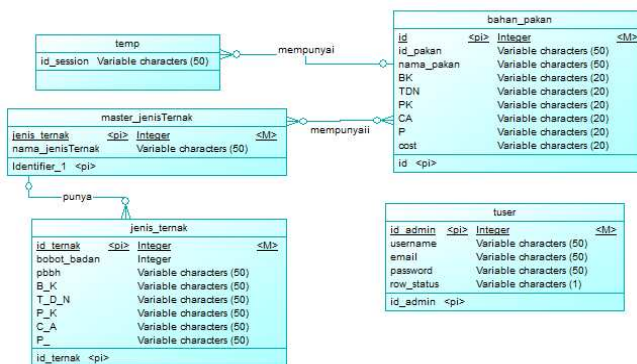 temp
id_session Variable characters (50)
mempunyai
bahan_pakan
id <pi> Integer <M>
id_pakan Variable characters (50)
nama_pakan Variable characters (50)
BK Variable characters (20)
TDN Variable characters (20)
PK Variable characters (20)
CA Variable characters (20)
P Variable characters (20)
cost Variable characters (20)
id <pi>
master_jenisTernak
jenis_ternak <pi> Integer <M>
nama_jenisTernak Variable characters (50)
Identifier_1 <pi>
mempunyaii
punya
jenis_ternak
id_ternak <pi> Integer <M>
bobot_badan Integer
pbbh Variable characters (50)
B_K Variable characters (50)
T_D_N Variable characters (50)
P_K Variable characters (50)
C_A Variable characters (50)
P_ Variable characters (50)
id_ternak <pi>
tuser
id_admin <pi> Integer <M>
username Variable characters (50)
email Variable characters (50)
password Variable characters (50)
row_status Variable characters (1)
id_admin <pi>